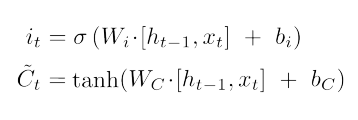 i_t = σ (W_i·[h_{t−1}, x_t] + b_i)
C̃_t = tanh(W_C·[h_{t−1}, x_t] + b_C)